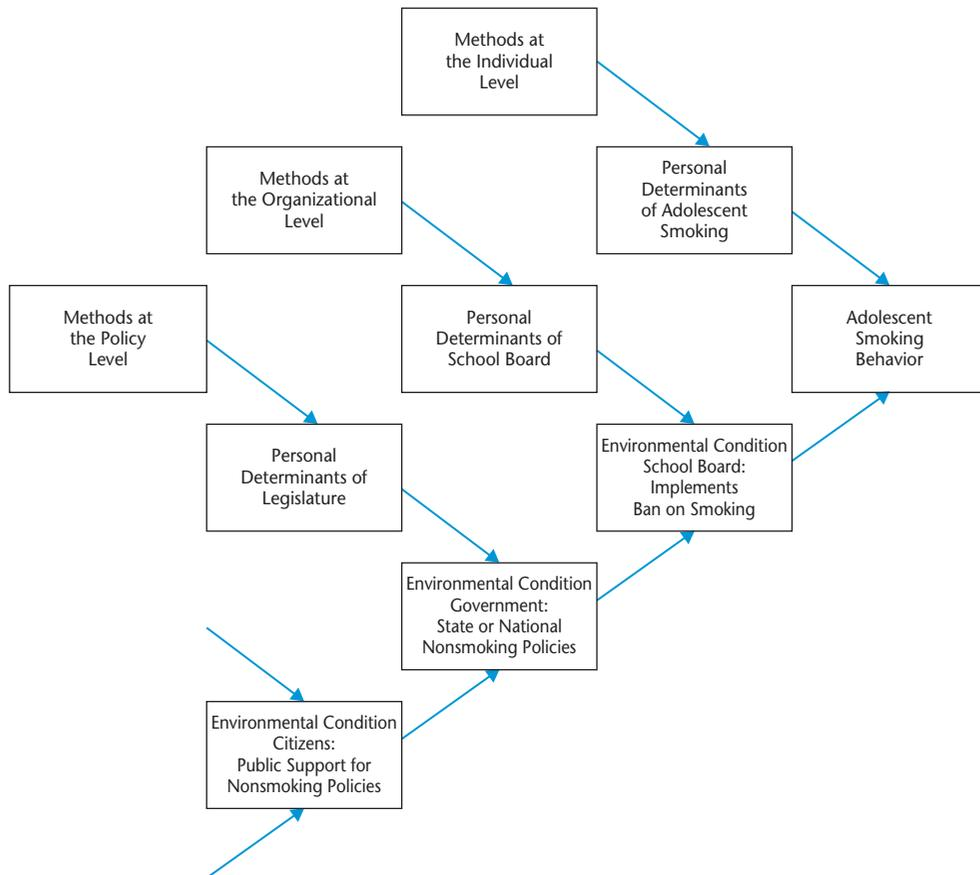 Methods at
the Individual
Level
Methods at
the Organizational
Level
Personal
Determinants
of Adolescent
Smoking
Methods at
the Policy
Level
Personal
Determinants of
School Board
Adolescent
Smoking
Behavior
Personal
Determinants of
Legislature
Environmental Condition
School Board:
Implements
Ban on Smoking
Environmental Condition
Government:
State or National
Nonsmoking Policies
Environmental Condition
Citizens:
Public Support for
Nonsmoking Policies